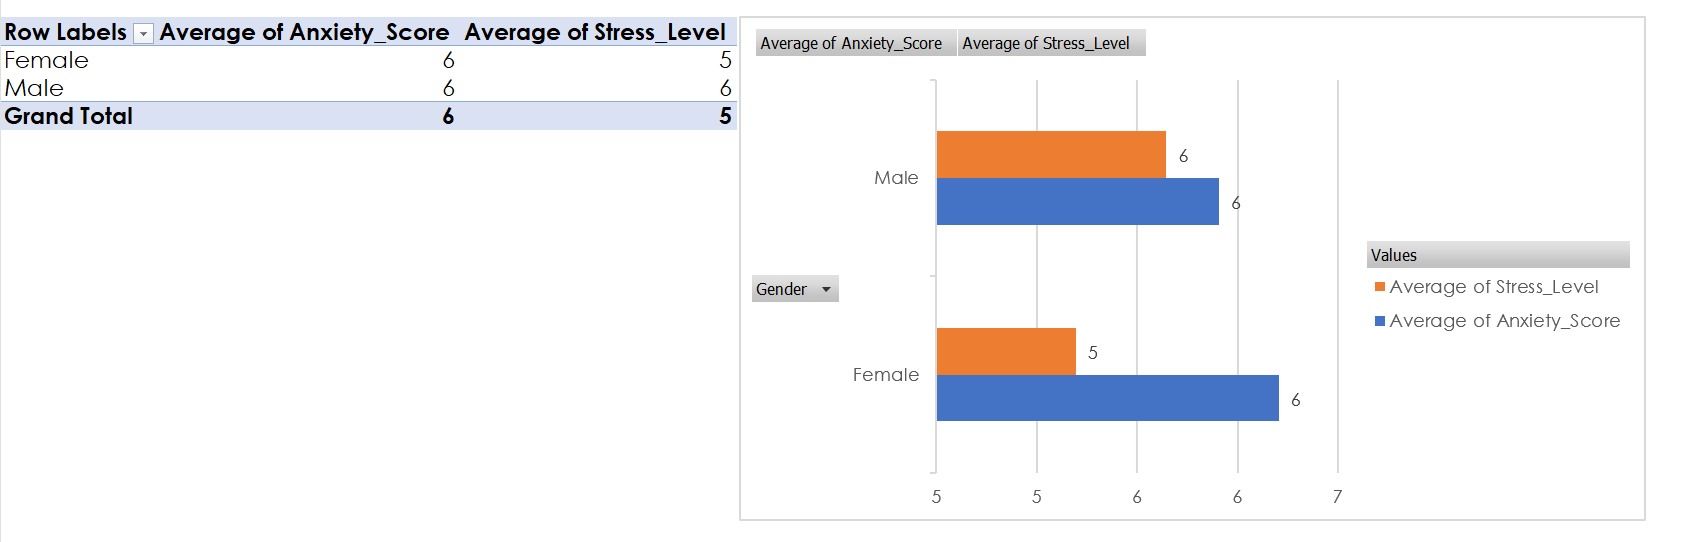 Row Labels Average of Anxiety_Score Average of Stress_Level
Female 6 5
Male 6 6
Grand Total 6 5
Average of Anxiety_Score Average of Stress_Level
Male
6
6
Gender
Female
5
6
5 5 6 6 7
Values
Average of Stress_Level
Average of Anxiety_Score